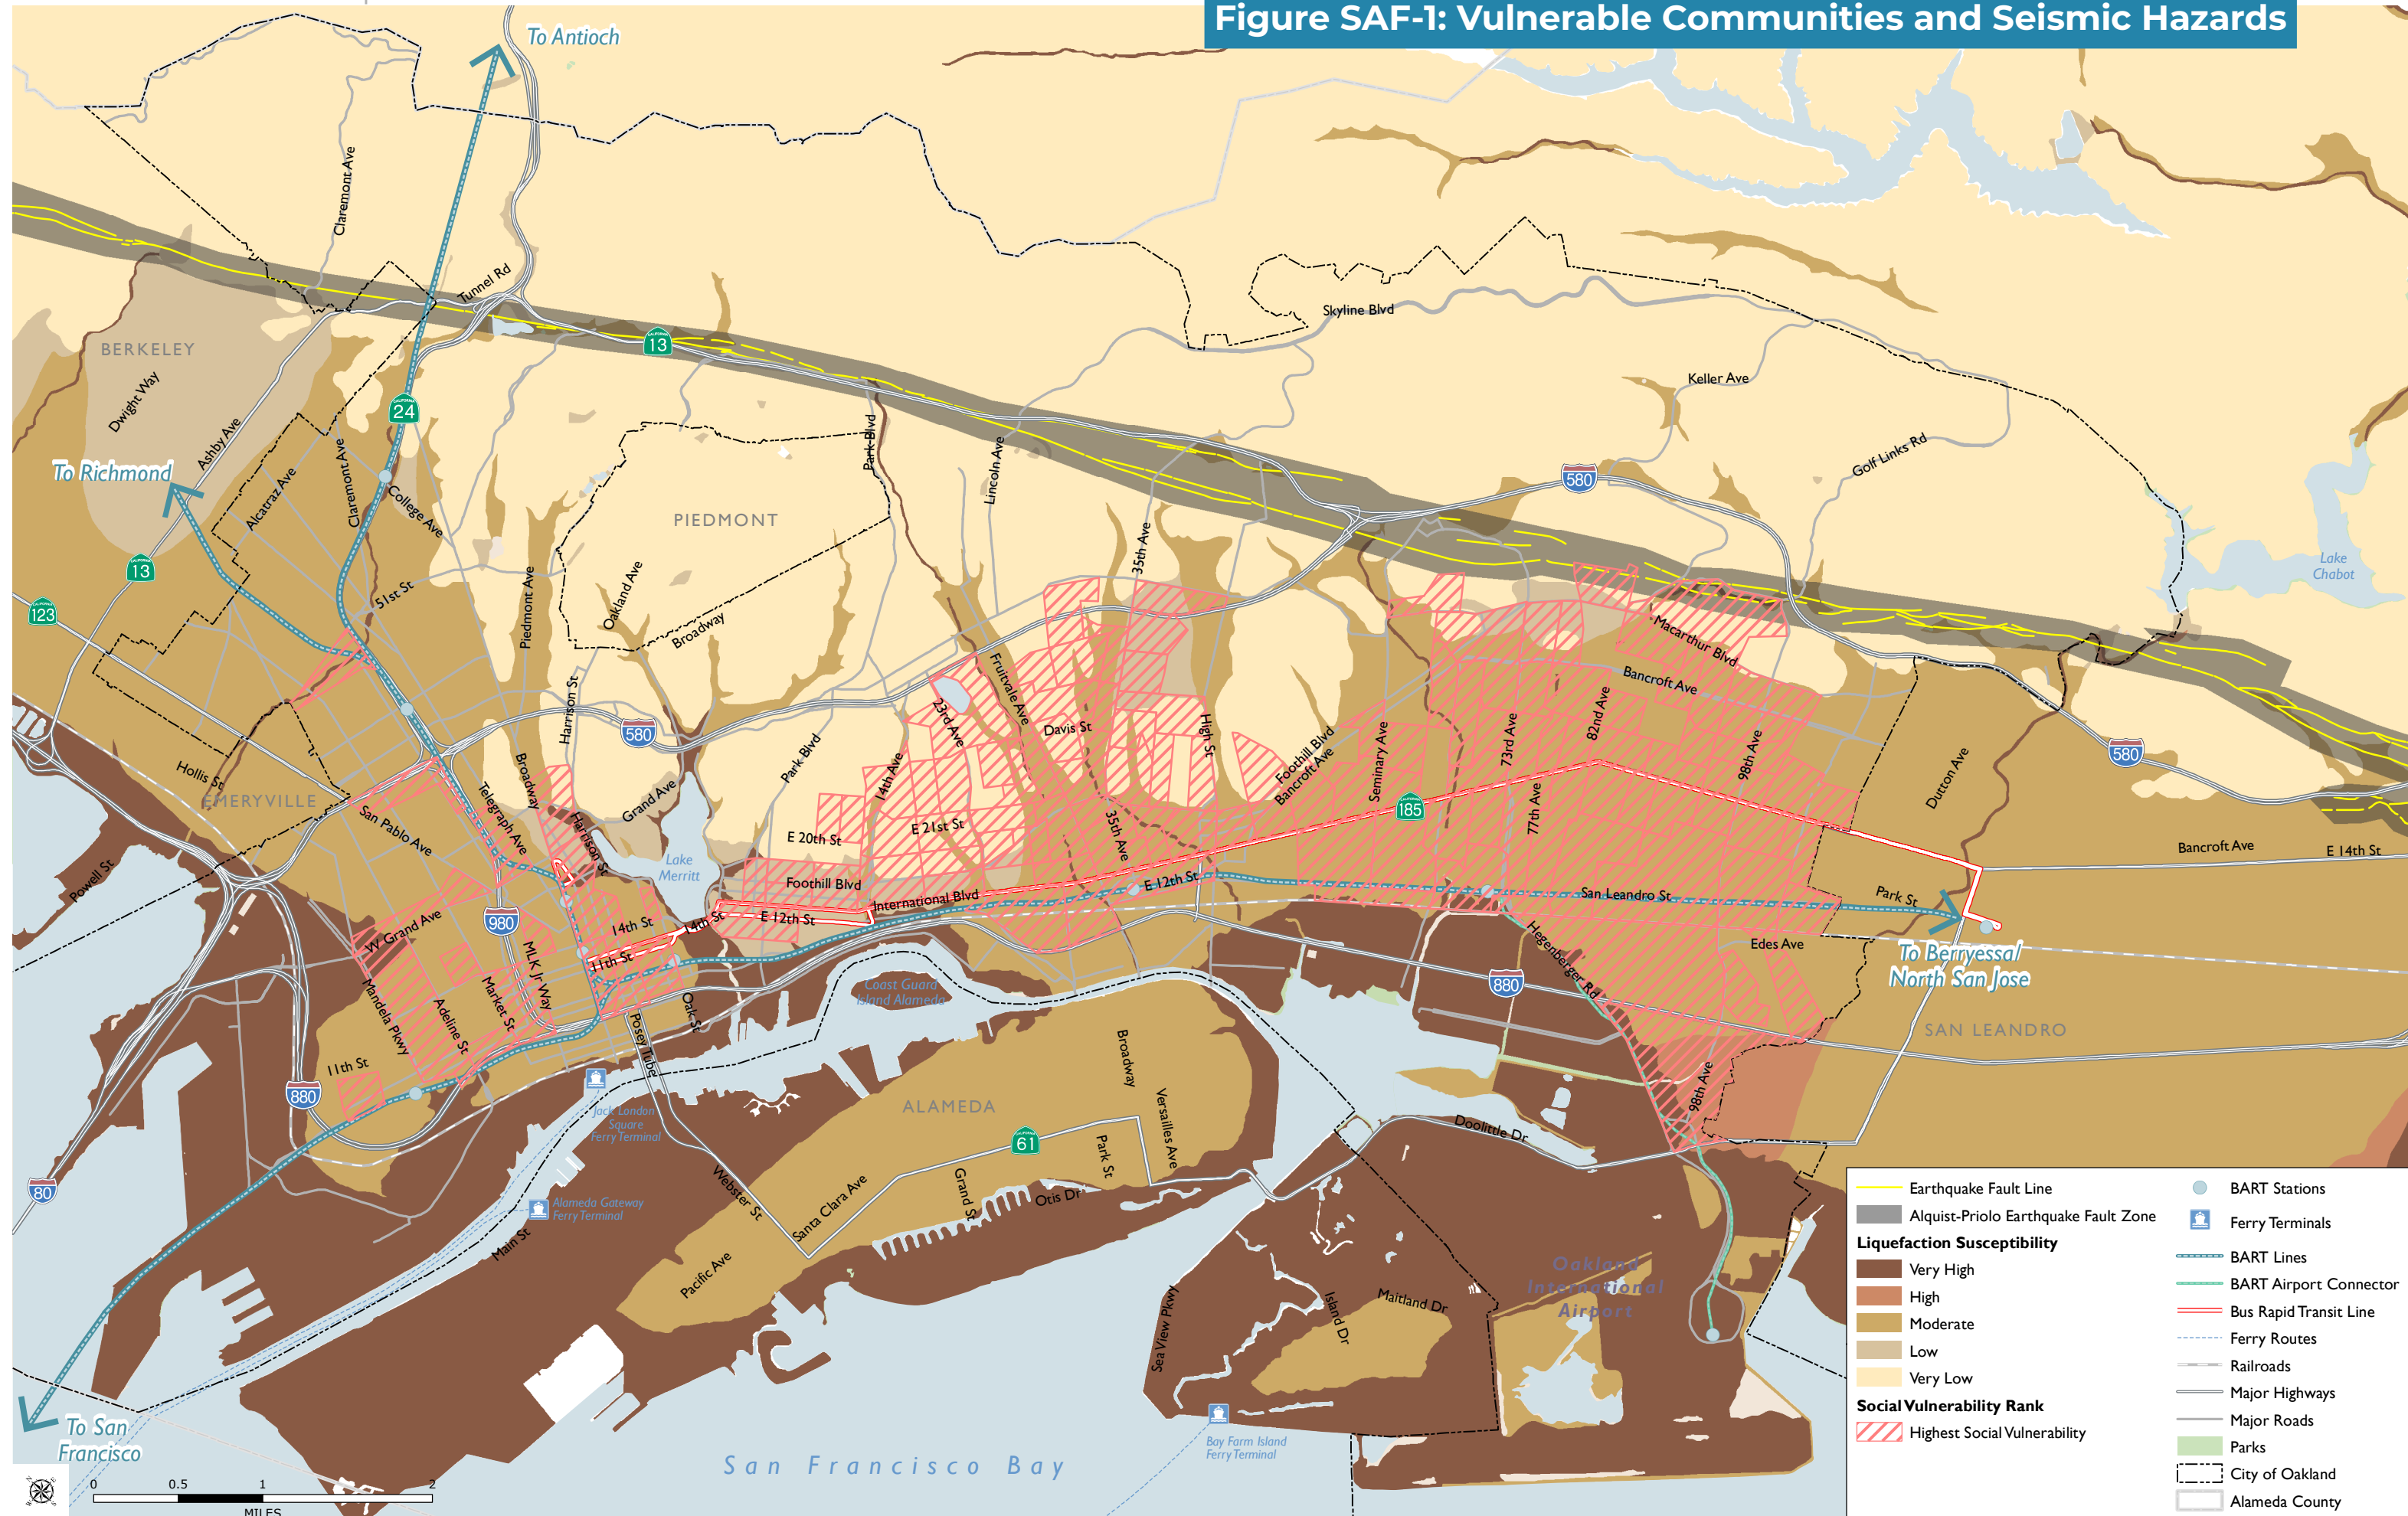 Figure SAF-1: Vulnerable Communities and Seismic Hazards
To Antioch
Claremont Ave
Tunnel Rd
BERKELEY
Dwight Way
Ashby Ave
13
24
Skyline Blvd
Keller Ave
Golf Links Rd
580
Lake
Chabot
To Richmond
Alcatraz Ave
Claremont Ave
College Ave
PIEDMONT
Park Blvd
Lincoln Ave
35th Ave
13
123
51st St
Piedmont Ave
Oakland Ave
Broadway
Harrison St
580
Fruitvale Ave
23rd Ave
Davis St
High St
Macarthur Blvd
Bancroft Ave
Foothill Blvd
Bancroft Ave
Seminary Ave
73rd Ave
82nd Ave
98th Ave
77th Ave
185
Dutton Ave
580
Hollis St
EMERYVILLE
San Pablo Ave
Telegraph Ave
Broadway
Harrison St
Grand Ave
Park Blvd
14th Ave
E 20th St
E 21st St
35th Ave
Lake
Merritt
Foothill Blvd
International Blvd
E 12th St
E 12th St
San Leandro St
Bancroft Ave
E 14th St
Park St
Powell St
W Grand Ave
980
14th St
14th St
11th St
MLK Jr Way
Market St
Adeline St
Mandela Pkwy
11th St
Oak St
Posey Tube
Coast Guard
Island Alameda
Hegenberger Rd
Edes Ave
880
To Berryessal
North San Jose
SAN LEANDRO
98th Ave
880
80
Jack London
Square
Ferry Terminal
Alameda Gateway
Ferry Terminal
Main St
ALAMEDA
Broadway
Versailles Ave
Park St
61
Grand St
Otis Dr
Webster St
Santa Clara Ave
Pacific Ave
Doolittle Dr
Oakland
International
Airport
Maitland Dr
Island Dr
Sea View Pkwy
Bay Farm Island
Ferry Terminal
San Francisco Bay
To San
Francisco
0 0.5 1 2
MILES
Earthquake Fault Line
Alquist-Priolo Earthquake Fault Zone
Liquefaction Susceptibility
Very High
High
Moderate
Low
Very Low
Social Vulnerability Rank
Highest Social Vulnerability
BART Stations
Ferry Terminals
BART Lines
BART Airport Connector
Bus Rapid Transit Line
Ferry Routes
Railroads
Major Highways
Major Roads
Parks
City of Oakland
Alameda County